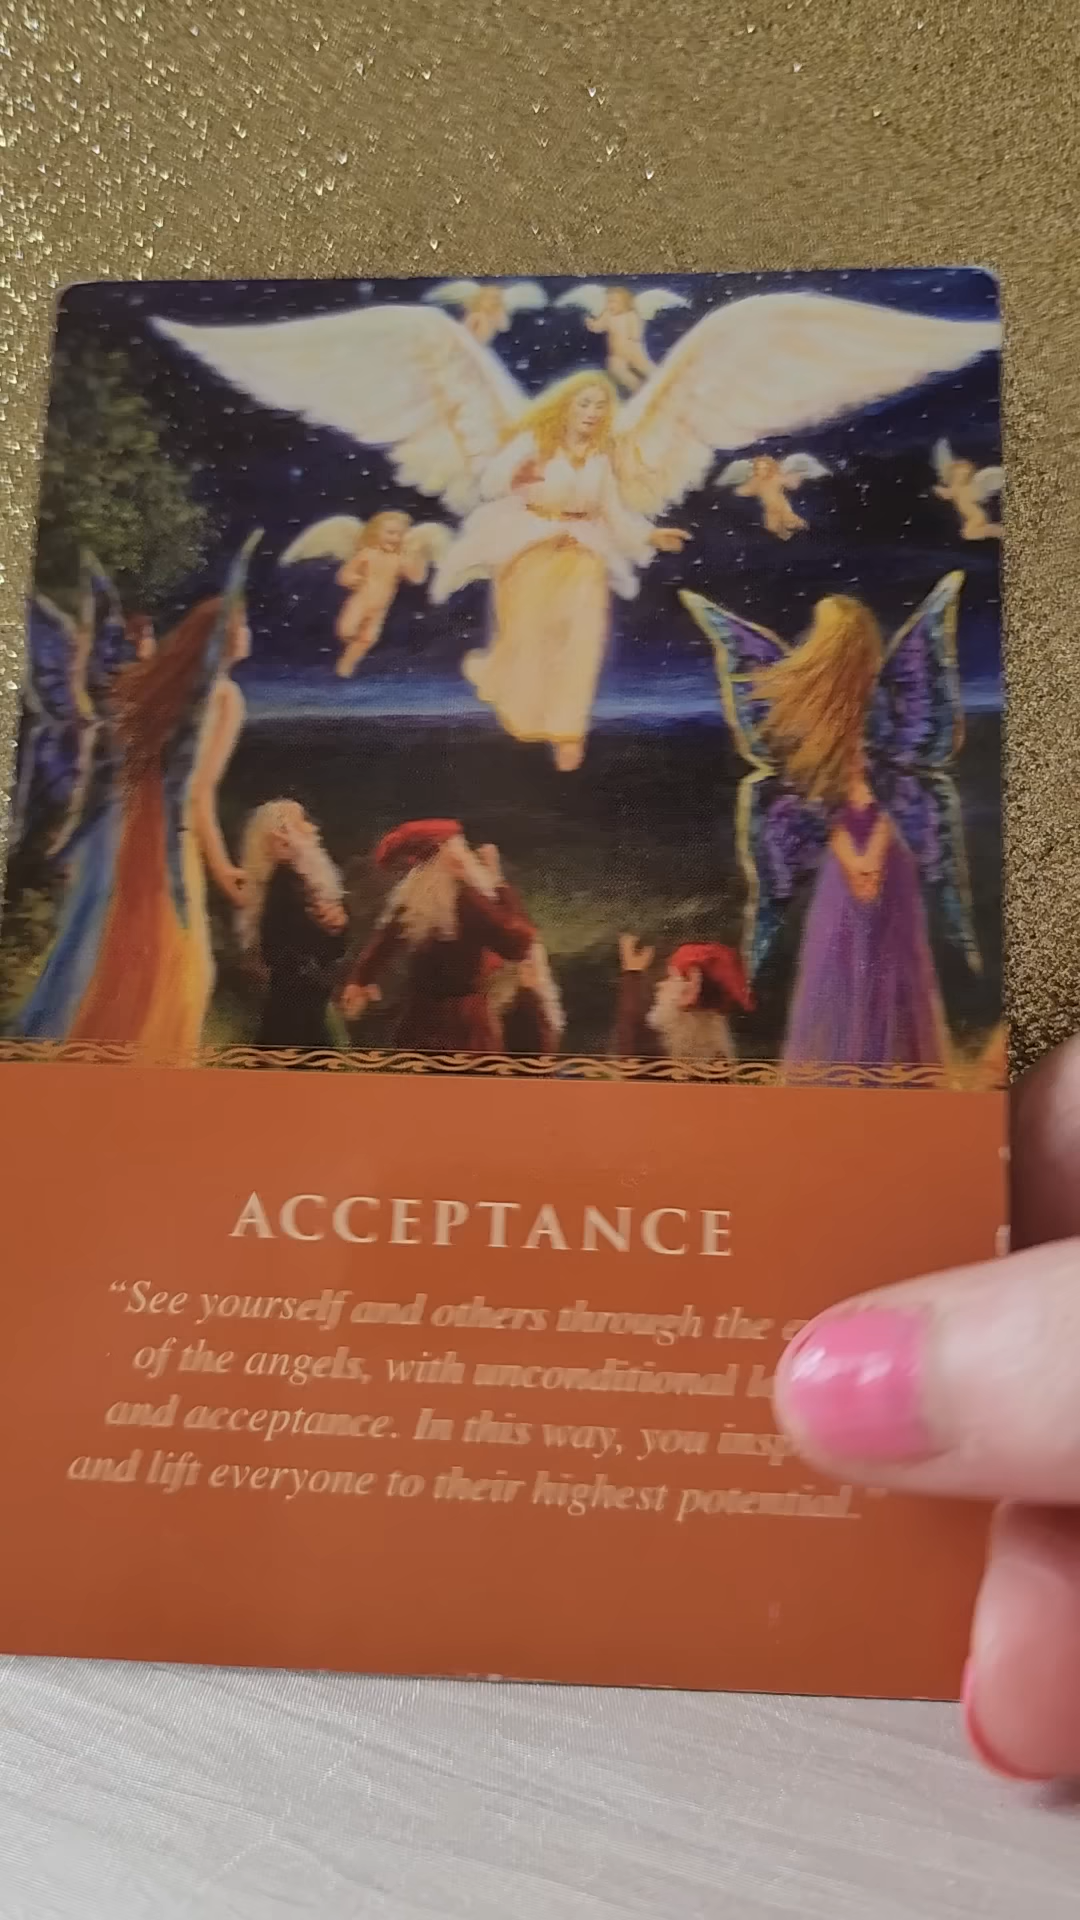 ACCEPTANCE
“See yourself and others through the
of the angels, with unconditional
and acceptance. In this way, you
and lift everyone to their highest potential.”